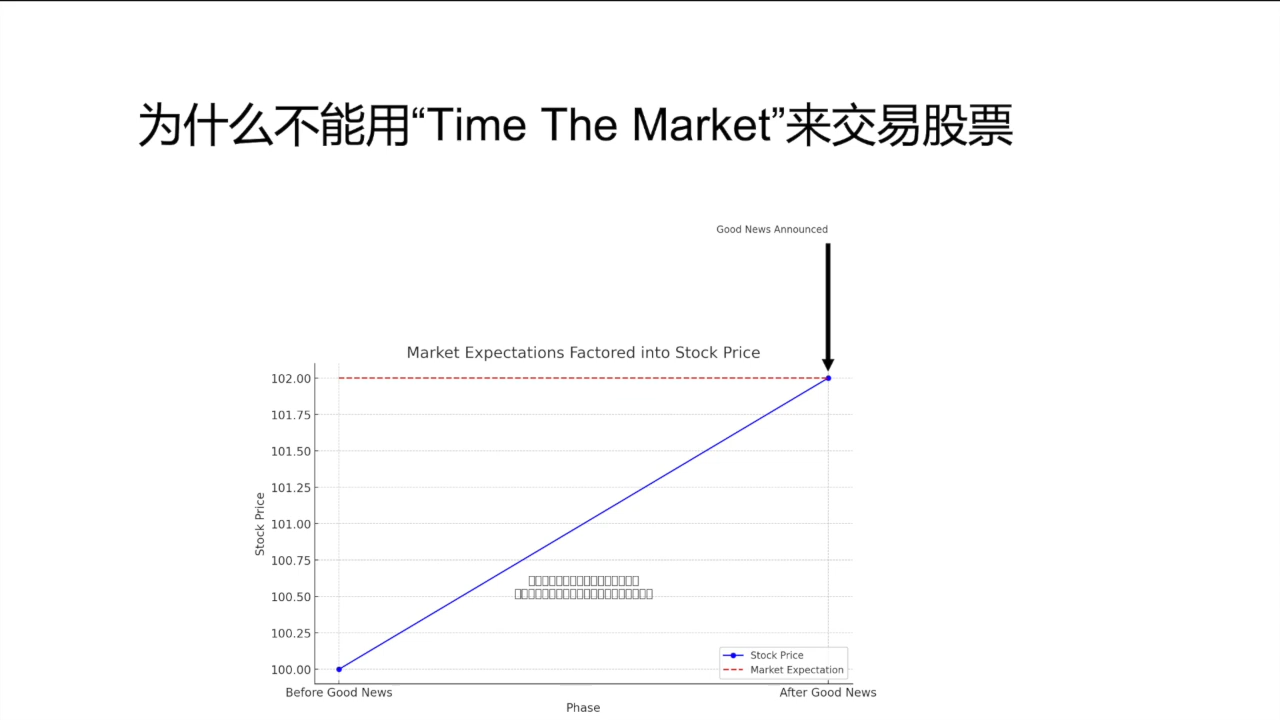 为什么不能用“Time The Market”来交易股票
Good News Announced
Market Expectations Factored into Stock Price
102.00
101.75
101.50
101.25
101.00
100.75
100.50
100.25
100.00
Stock Price
Stock Price
Market Expectation
Before Good News
After Good News
Phase